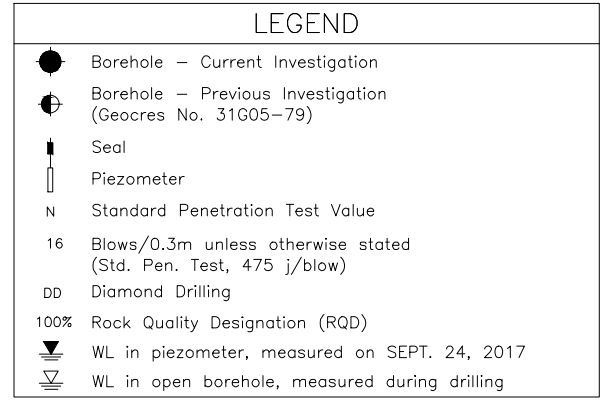 LEGEND
Borehole – Current Investigation
Borehole – Previous Investigation
(Geocres No. 31G05–79)
Seal
Piezometer
N Standard Penetration Test Value
16 Blows/0.3m unless otherwise stated
(Std. Pen. Test, 475 j/blow)
DD Diamond Drilling
100% Rock Quality Designation (RQD)
WL in piezometer, measured on SEPT. 24, 2017
WL in open borehole, measured during drilling